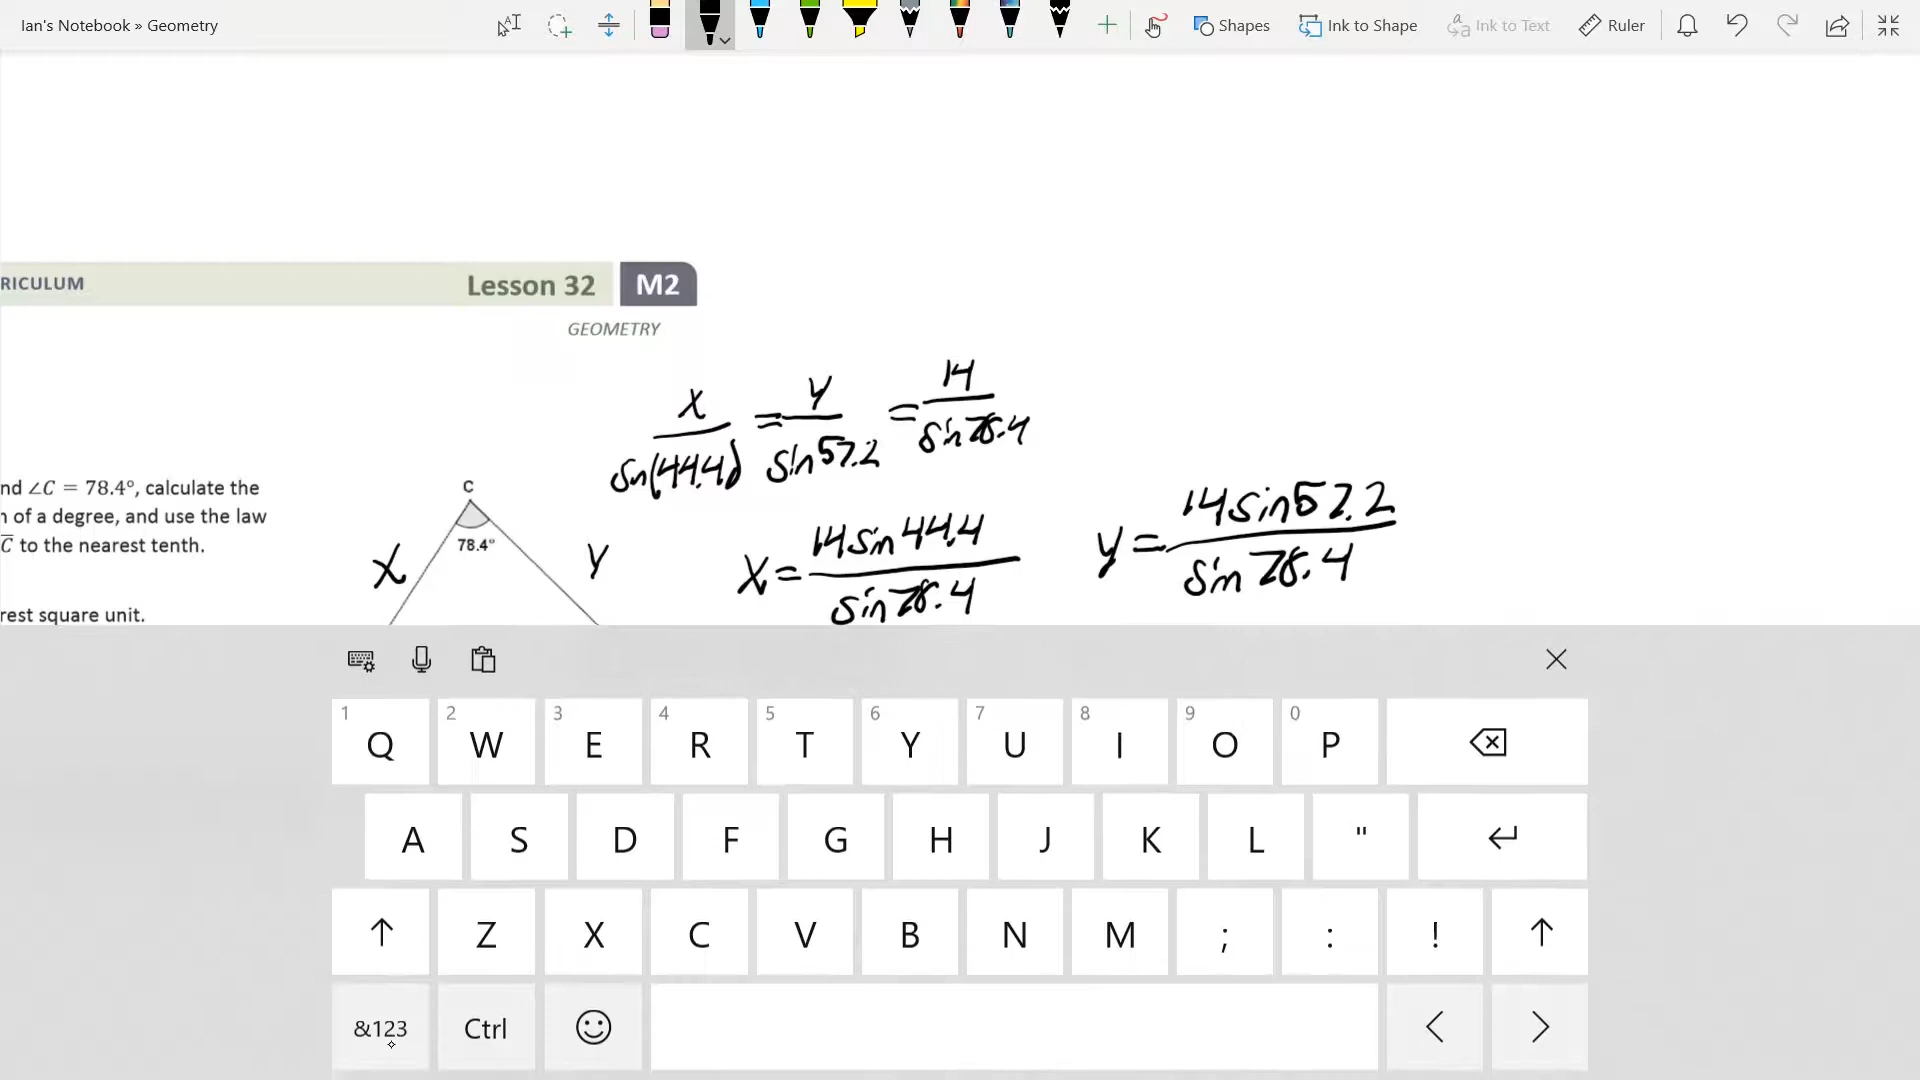 Ian's Notebook » Geometry
Shapes
Ink to Shape
Ink to Text
Ruler
RICULUM
Lesson 32
M2
GEOMETRY
x/sn(44.4) = y/sin57.2 = 14/sin78.4
nd ∠C = 78.4°, calculate the
of a degree, and use the law
C to the nearest tenth.
rest square unit.
C
78.4°
X
Y
X = 14sin44.4/sin78.4
y = 14sin57.2/sin78.4
1 2 3 4 5 6 7 8 9 0
Q W E R T Y U I O P
A S D F G H J K L "
Z X C V B N M ; : !
&123 Ctrl